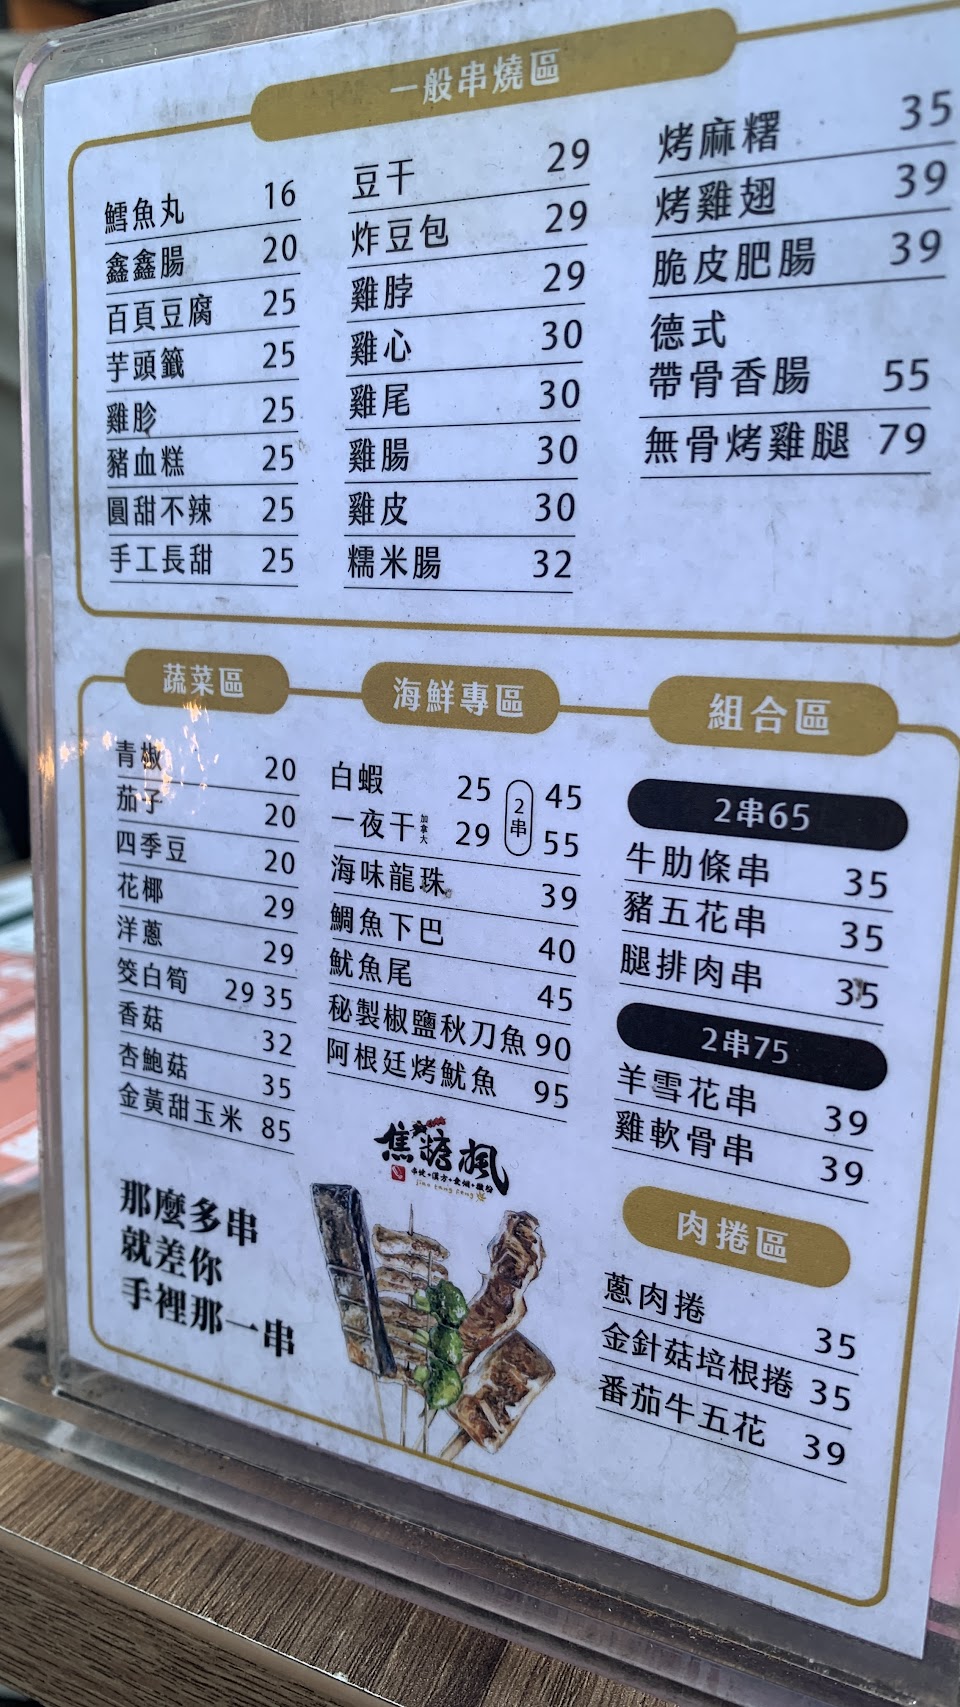 一般串燒區
鱈魚丸 16
鑫鑫腸 20
百頁豆腐 25
芋頭籤 25
雞胗 25
豬血糕 25
圓甜不辣 25
手工長甜 25
豆干 29
炸豆包 29
雞脖 29
雞心 30
雞尾 30
雞腸 30
雞皮 30
糯米腸 32
烤麻糬 35
烤雞翅 39
脆皮肥腸 39
德式
帶骨香腸 55
無骨烤雞腿 79
蔬菜區
青椒 20
茄子 20
四季豆 20
花椰 29
洋蔥 29
筊白筍 29 35
香菇 32
杏鮑菇 35
金黃甜玉米 85
海鮮專區
白蝦 25 2串 45
一夜干 加拿大 29 55
海味龍珠 39
鯛魚下巴 40
魷魚尾 45
秘製椒鹽秋刀魚 90
阿根廷烤魷魚 95
組合區
2串65
牛肋條串 35
豬五花串 35
腿排肉串 35
2串75
羊雪花串 39
雞軟骨串 39
肉捲區
蔥肉捲 35
金針菇培根捲 35
番茄牛五花 39
焦糖楓
jiao tang feng
那麼多串
就差你
手裡那一串